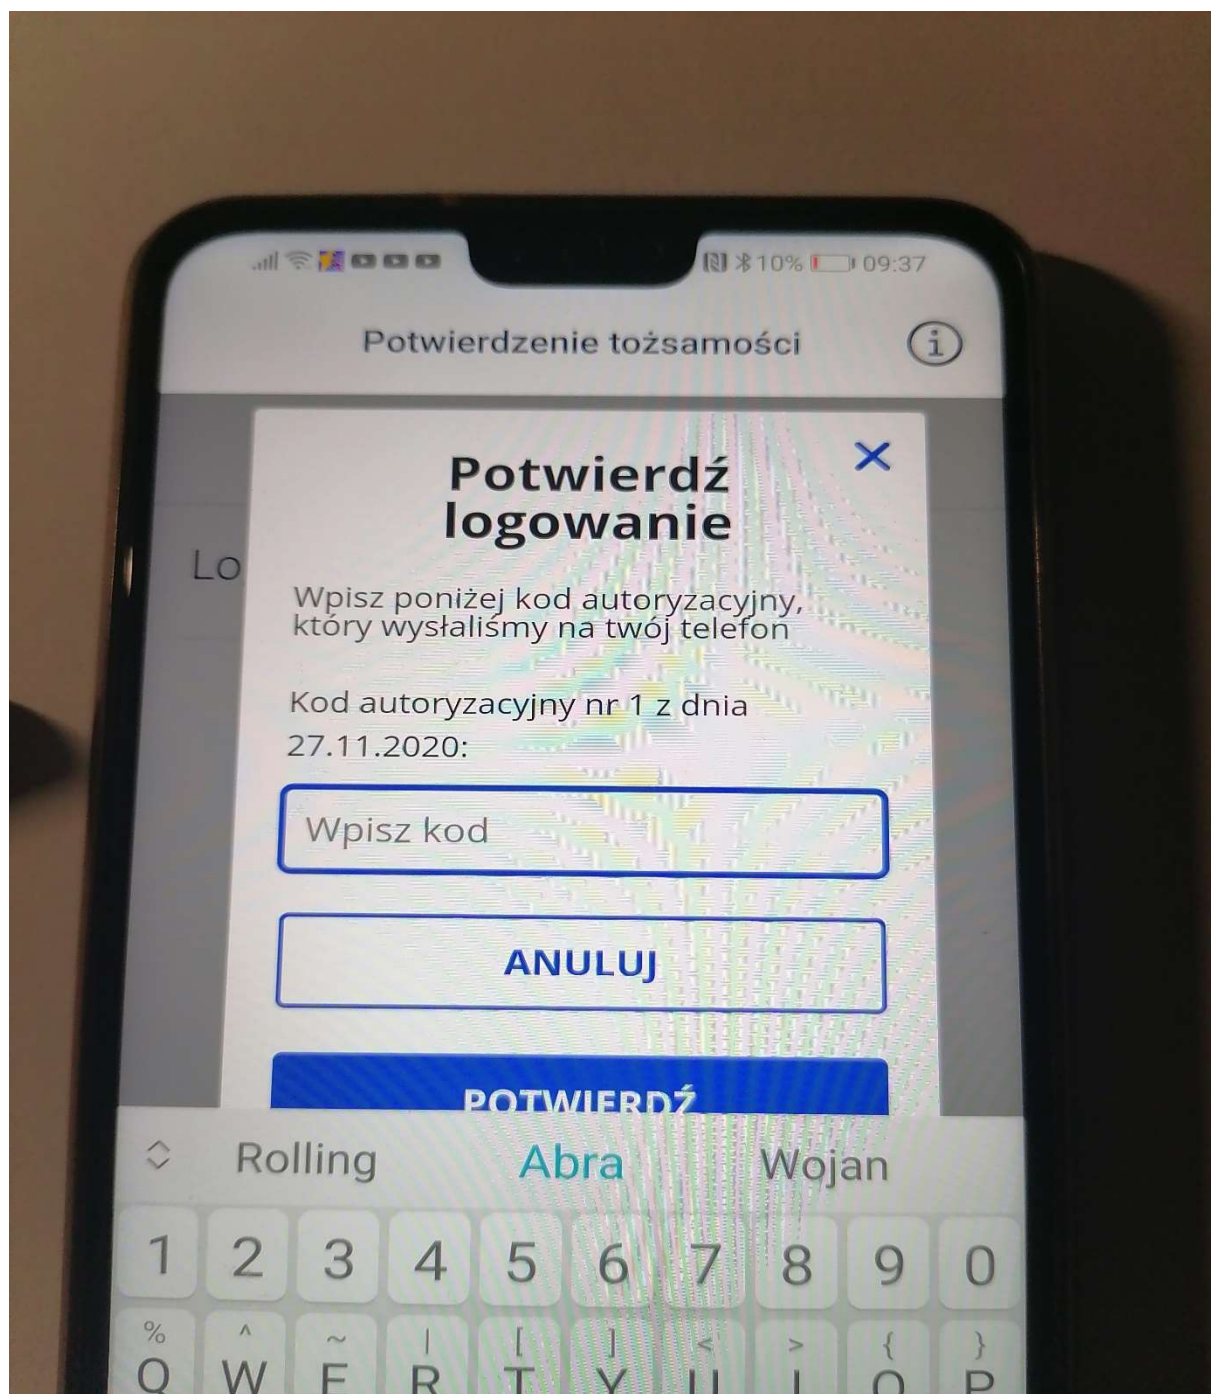 10% 09:37
Potwierdzenie tożsamości
i
Potwierdź
logowanie
Lo
Wpisz poniżej kod autoryzacyjny,
który wysłaliśmy na twój telefon
Kod autoryzacyjny nr 1 z dnia
27.11.2020:
Wpisz kod
ANULUJ
POTWIERDŹ
Rolling Abra Wojan
1 2 3 4 5 6 7 8 9 0
% ^ ~ | [ ] < > { }
Q W E R T Y U I O P